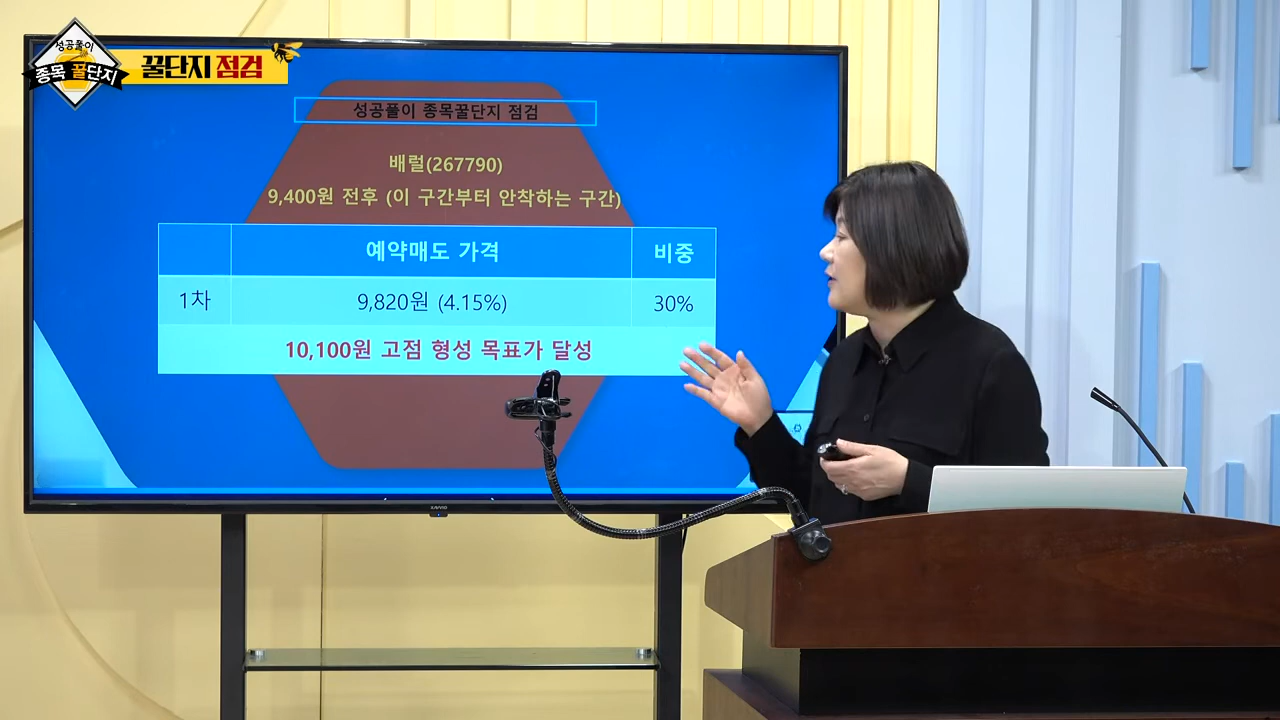 성공풀이
종목 꿀단지
꿀단지 점검
성공풀이 종목꿀단지 점검
배럴(267790)
9,400원 전후 (이 구간부터 안착하는 구간)
예약매도 가격 비중
1차 9,820원 (4.15%) 30%
10,100원 고점 형성 목표가 달성